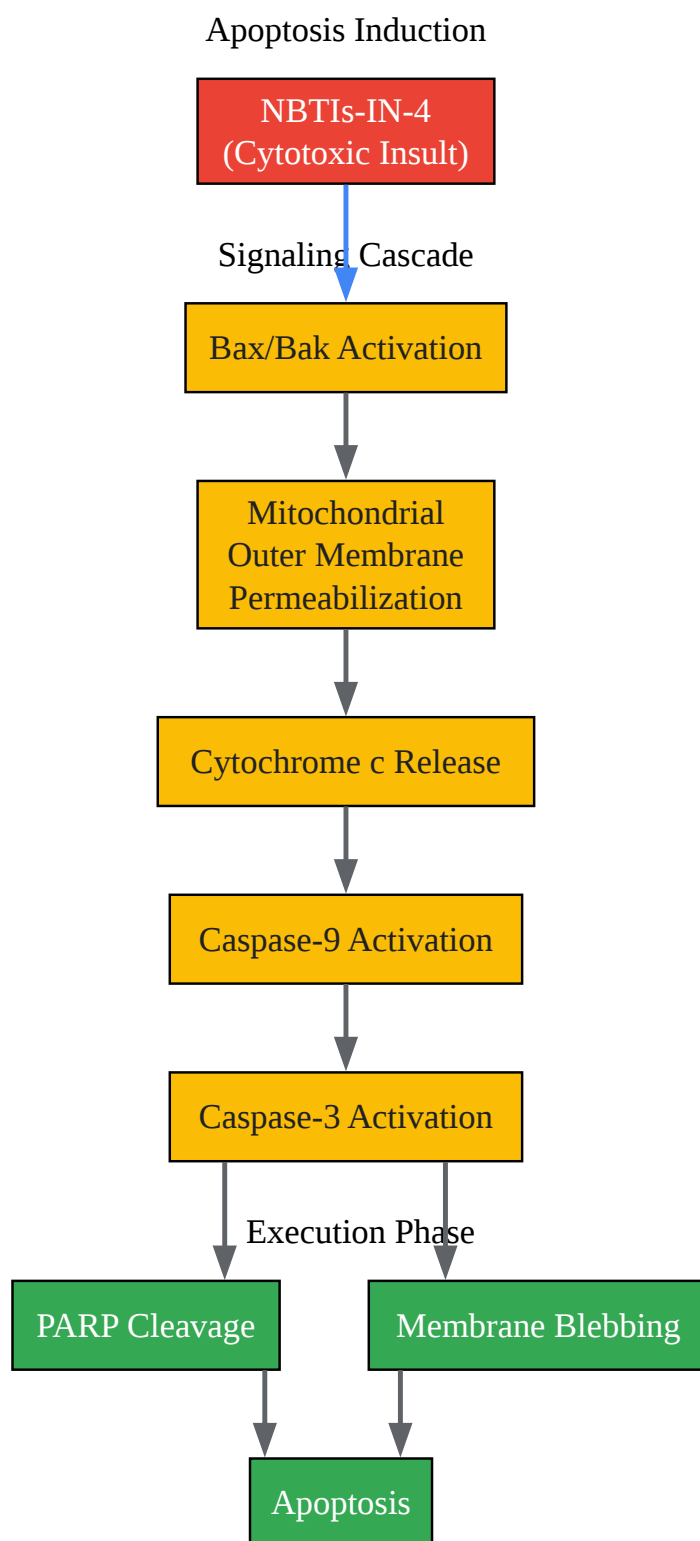 Apoptosis Induction
NBTIs-IN-4
(Cytotoxic Insult)
Signaling Cascade
Bax/Bak Activation
Mitochondrial
Outer Membrane
Permeabilization
Cytochrome c Release
Caspase-9 Activation
Caspase-3 Activation
Execution Phase
PARP Cleavage
Membrane Blebbing
Apoptosis